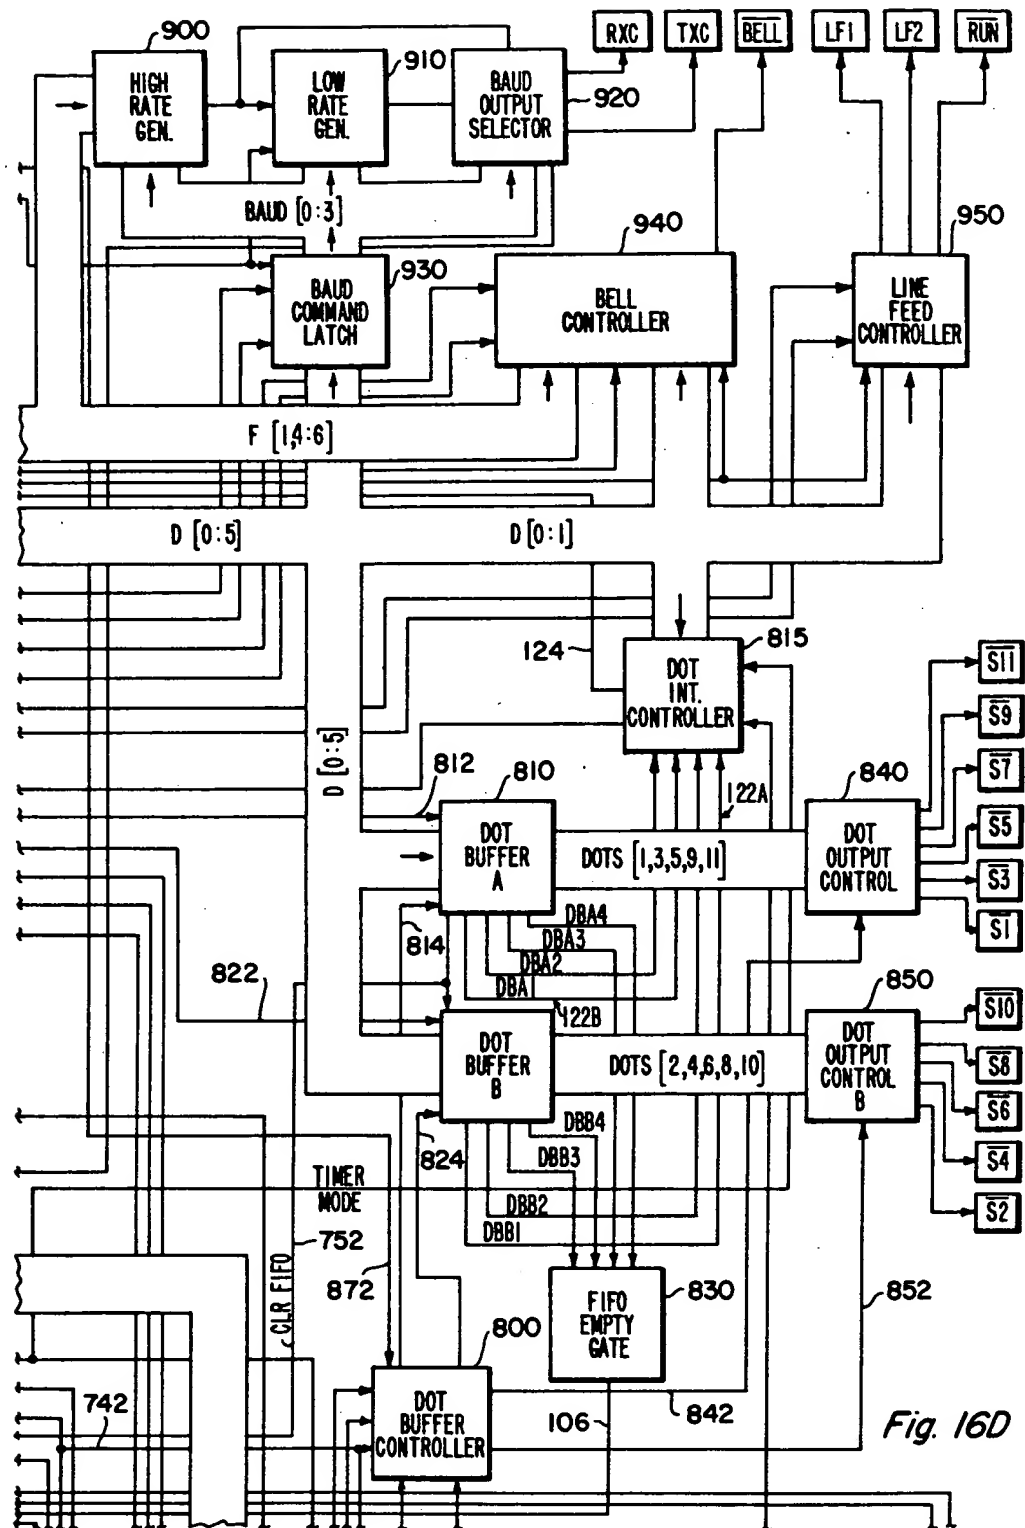 900
HIGH
RATE
GEN.
910
LOW
RATE
GEN.
BAUD
OUTPUT
SELECTOR
920
RXC
TXC
BELL
LF1
LF2
RUN
BAUD [0:3]
930
BAUD
COMMAND
LATCH
940
BELL
CONTROLLER
950
LINE
FEED
CONTROLLER
F [1,4:6]
D [0:5]
D [0:1]
124
815
DOT
INT.
CONTROLLER
S11
S9
S7
S5
S3
S1
D [0:5]
812
810
DOT
BUFFER
A
122A
DOTS [1,3,5,9,11]
840
DOT
OUTPUT
CONTROL
814
DBA4
DBA3
DBA2
DBA1
122B
822
DOT
BUFFER
B
DOTS [2,4,6,8,10]
850
DOT
OUTPUT
CONTROL
B
S10
S8
S6
S4
S2
824
DBB4
DBB3
DBB2
DBB1
TIMER
MODE
752
CLR FIFO
872
830
FIFO
EMPTY
GATE
852
800
DOT
BUFFER
CONTROLLER
742
106
842
Fig. 16D